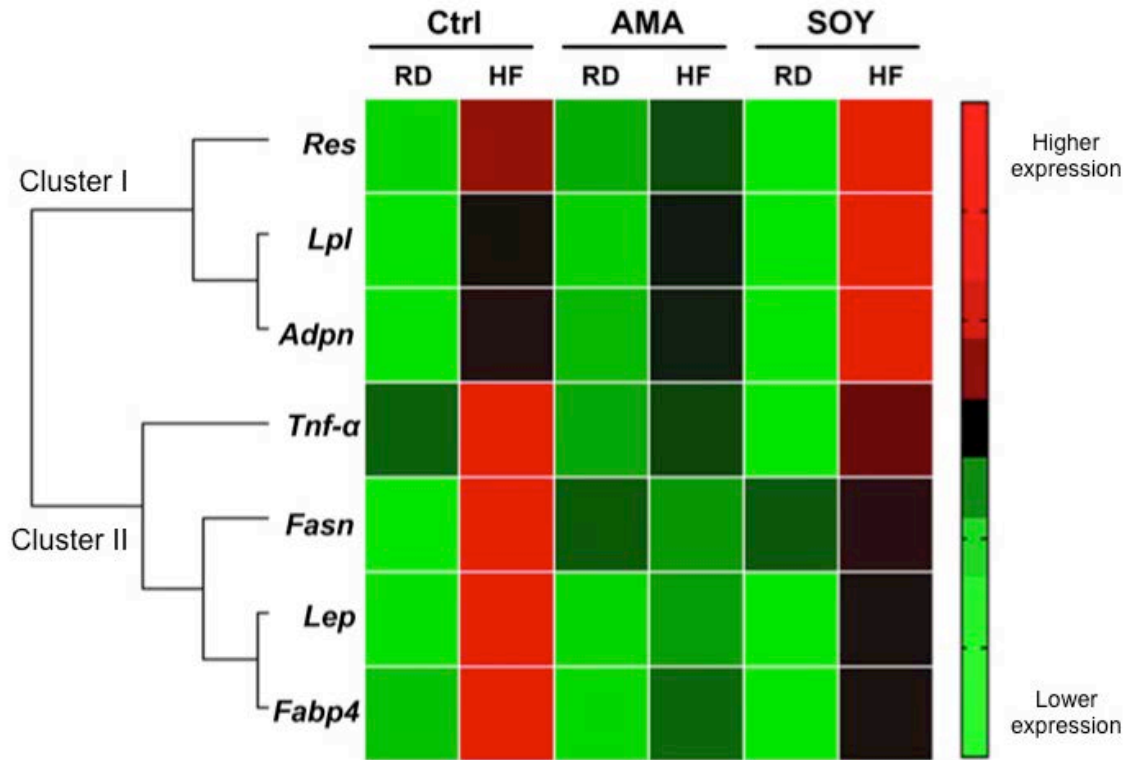 Ctrl AMA SOY
RD HF RD HF RD HF
Res
Cluster I
Lpl
Adpn
Tnf-α
Fasn
Cluster II
Lep
Fabp4
Higher
expression
Lower
expression